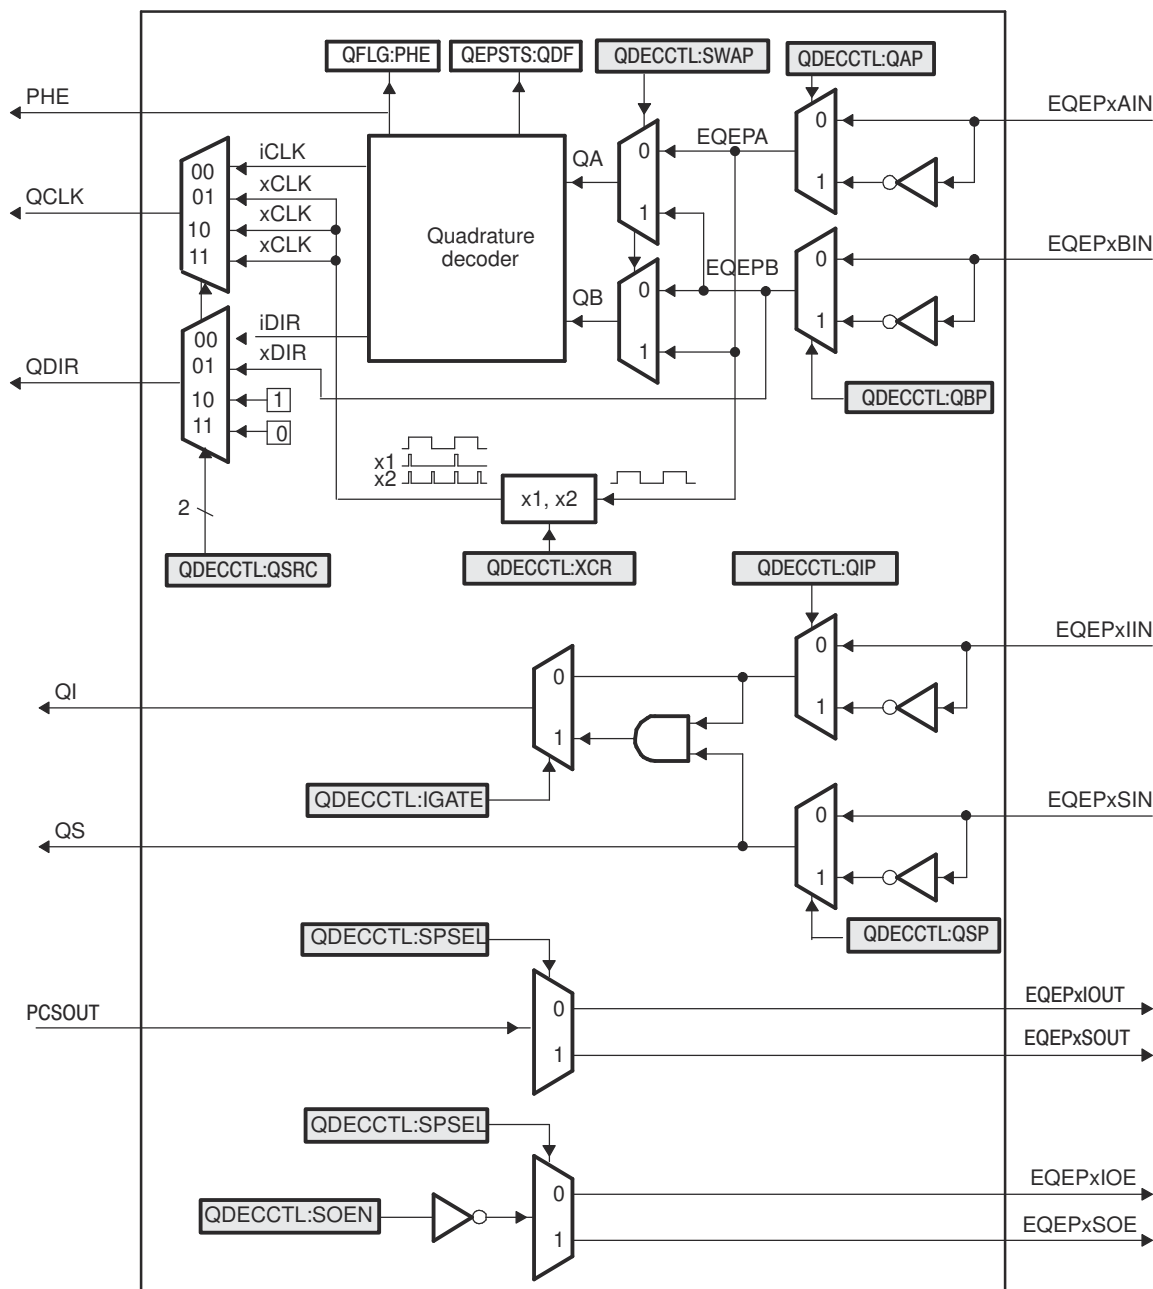 QFLG:PHE
QEPSTS:QDF
QDECCTL:SWAP
QDECCTL:QAP
PHE
EQEPxAIN
0
1
EQEPA
0
1
QA
iCLK
xCLK
xCLK
xCLK
00
01
10
11
QCLK
Quadrature
decoder
EQEPxBIN
0
1
EQEPB
0
1
QB
iDIR
xDIR
00
01
10
11
1
0
QDIR
QDECCTL:QBP
x1
x2
x1, x2
2
QDECCTL:QSRC
QDECCTL:XCR
QDECCTL:QIP
EQEPxIIN
0
1
0
1
QI
QDECCTL:IGATE
EQEPxSIN
0
1
QS
QDECCTL:QSP
QDECCTL:SPSEL
PCSOUT
0
1
EQEPxIOUT
EQEPxSOUT
QDECCTL:SPSEL
QDECCTL:SOEN
0
1
EQEPxIOE
EQEPxSOE